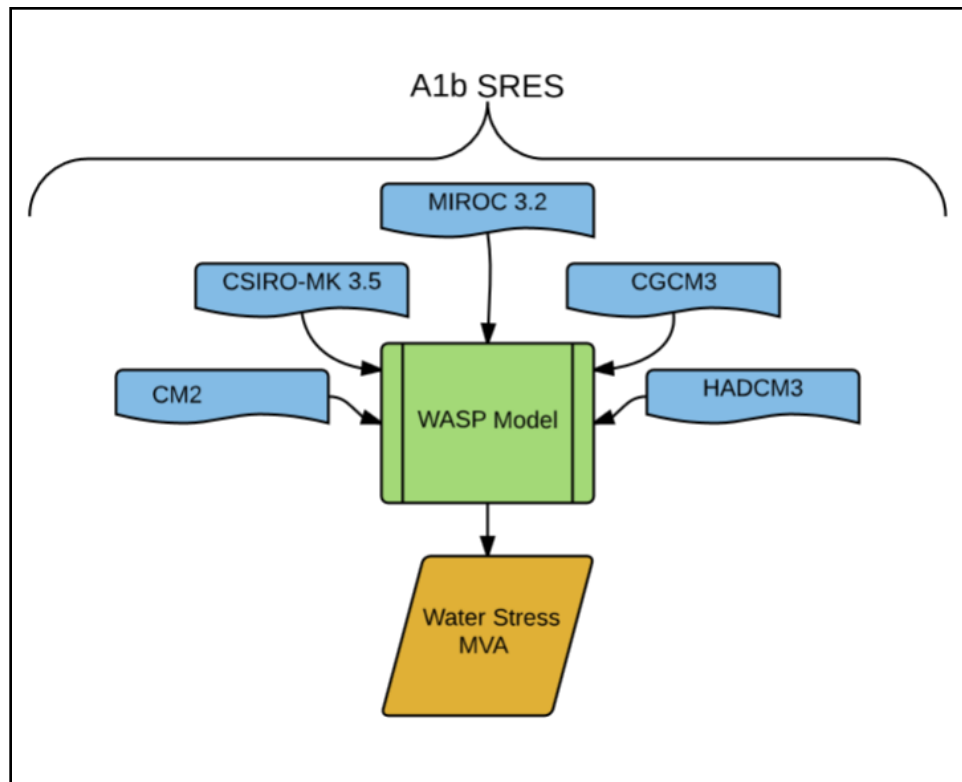 A1b SRES
MIROC 3.2
CSIRO-MK 3.5
CGCM3
CM2
HADCM3
WASP Model
Water Stress
MVA